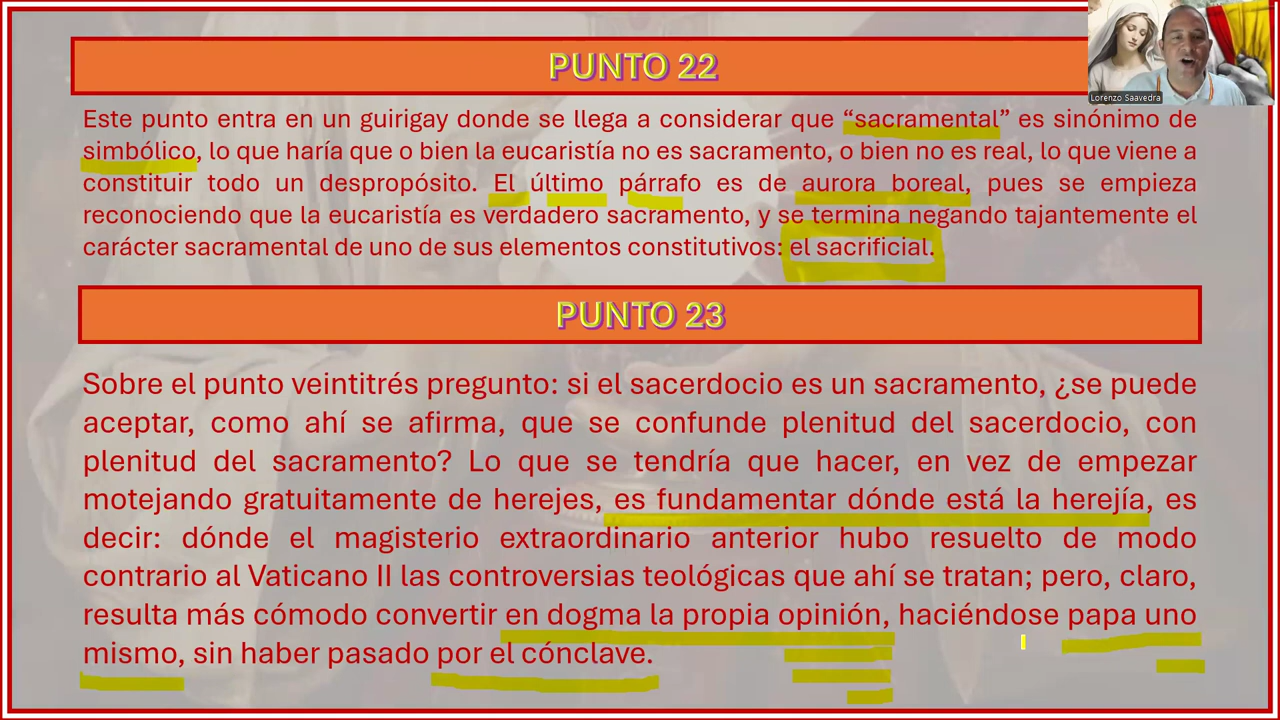 PUNTO 22
Lorenzo Saavedra
Este punto entra en un guirigay donde se llega a considerar que “sacramental” es sinónimo de
simbólico, lo que haría que o bien la eucaristía no es sacramento, o bien no es real, lo que viene a
constituir todo un despropósito. El último párrafo es de aurora boreal, pues se empieza
reconociendo que la eucaristía es verdadero sacramento, y se termina negando tajantemente el
carácter sacramental de uno de sus elementos constitutivos: el sacrificial.
PUNTO 23
Sobre el punto veintitrés pregunto: si el sacerdocio es un sacramento, ¿se puede
aceptar, como ahí se afirma, que se confunde plenitud del sacerdocio, con
plenitud del sacramento? Lo que se tendría que hacer, en vez de empezar
motejando gratuitamente de herejes, es fundamentar dónde está la herejía, es
decir: dónde el magisterio extraordinario anterior hubo resuelto de modo
contrario al Vaticano II las controversias teológicas que ahí se tratan; pero, claro,
resulta más cómodo convertir en dogma la propia opinión, haciéndose papa uno
mismo, sin haber pasado por el cónclave.